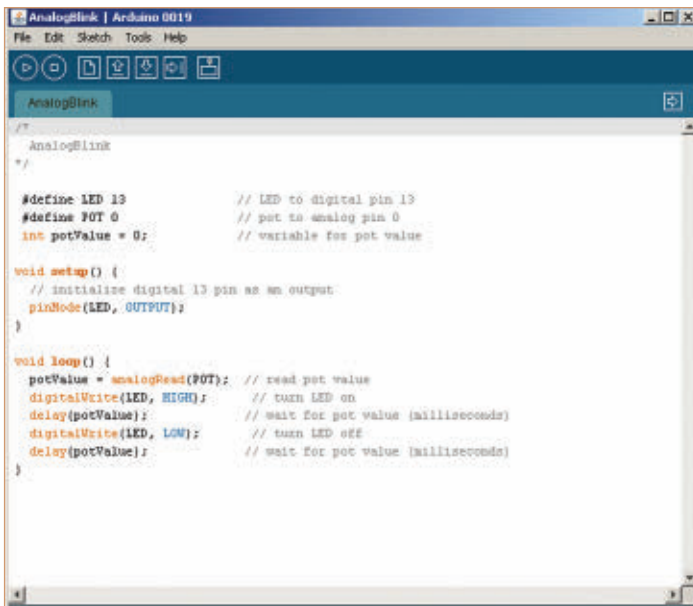 AnalogBlink | Arduino 0019
File Edit Sketch Tools Help
AnalogBlink
/*
  AnalogBlink
*/
#define LED 13 // LED to digital pin 13
#define POT 0 // pot to analog pin 0
int potValue = 0; // variable for pot value
void setup() {
  // initialize digital 13 pin as an output
  pinMode(LED, OUTPUT);
}
void loop() {
  potValue = analogRead(POT); // read pot value
  digitalWrite(LED, HIGH); // turn LED on
  delay(potValue); // wait for pot value (milliseconds)
  digitalWrite(LED, LOW); // turn LED off
  delay(potValue); // wait for pot value (milliseconds)
}